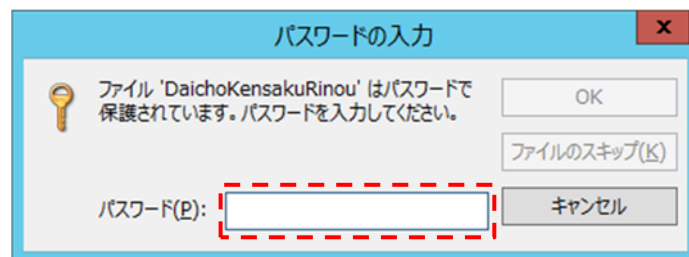 パスワードの入力
x
ファイル 'DaichoKensakuRinou' はパスワードで
保護されています。パスワードを入力してください。
OK
ファイルのスキップ(K)
パスワード(P):
キャンセル